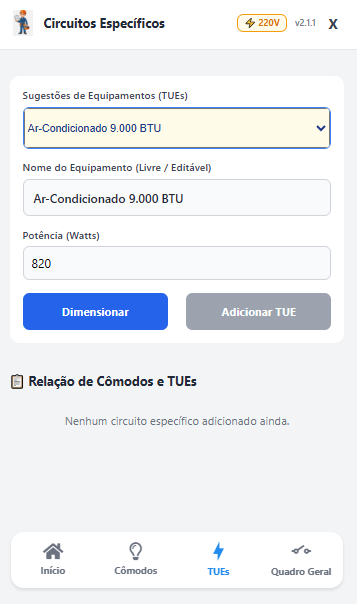 Circuitos Específicos
220V
v2.1.1
X
Sugestões de Equipamentos (TUEs)
Ar-Condicionado 9.000 BTU
Nome do Equipamento (Livre / Editável)
Ar-Condicionado 9.000 BTU
Potência (Watts)
820
Dimensionar
Adicionar TUE
Relação de Cômodos e TUEs
Nenhum circuito específico adicionado ainda.
Início
Cômodos
TUEs
Quadro Geral